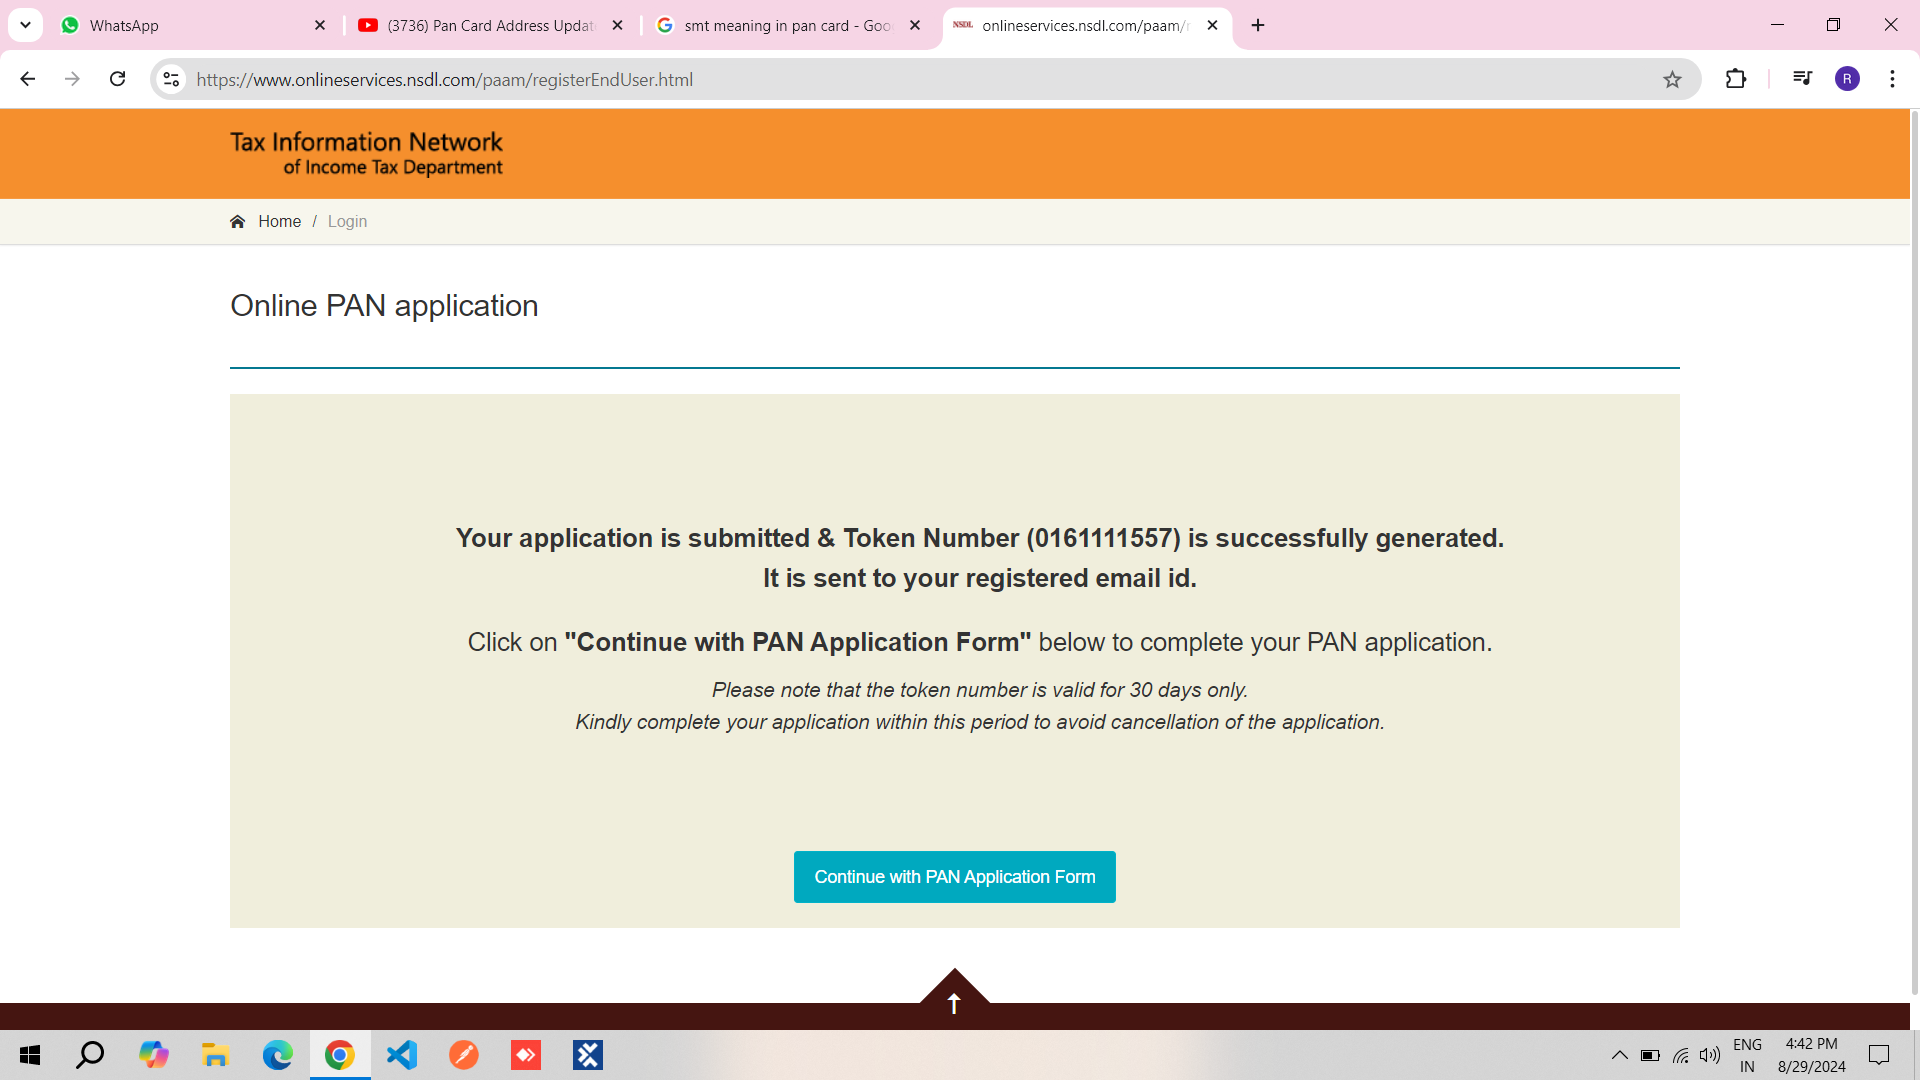 WhatsApp
(3736) Pan Card Address Updat
smt meaning in pan card - Goo
NSDL
onlineservices.nsdl.com/paam/r
https://www.onlineservices.nsdl.com/paam/registerEndUser.html
R
Tax Information Network
of Income Tax Department
Home / Login
Online PAN application
Your application is submitted & Token Number (0161111557) is successfully generated.
It is sent to your registered email id.
Click on "Continue with PAN Application Form" below to complete your PAN application.
Please note that the token number is valid for 30 days only.
Kindly complete your application within this period to avoid cancellation of the application.
Continue with PAN Application Form
ENG
IN
4:42 PM
8/29/2024